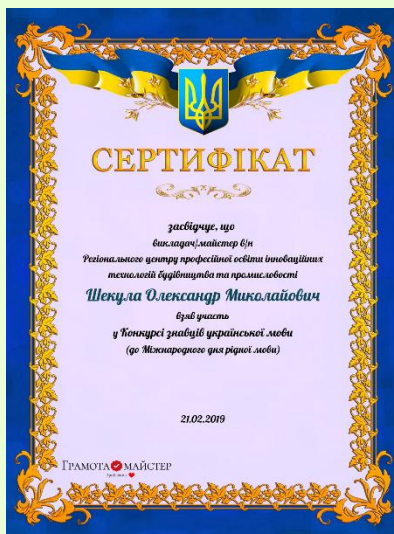 СЕРТИФІКАТ
засвідчує, що
викладач/майстер в/н
Регіонального центру професійної освіти інноваційних
технологій будівництва та промисловості
Шекула Олександр Миколайович
взяв участь
у Конкурсі знавців української мови
(до Міжнародного дня рідної мови)
21.02.2019
ГРАМОТА МАЙСТЕР